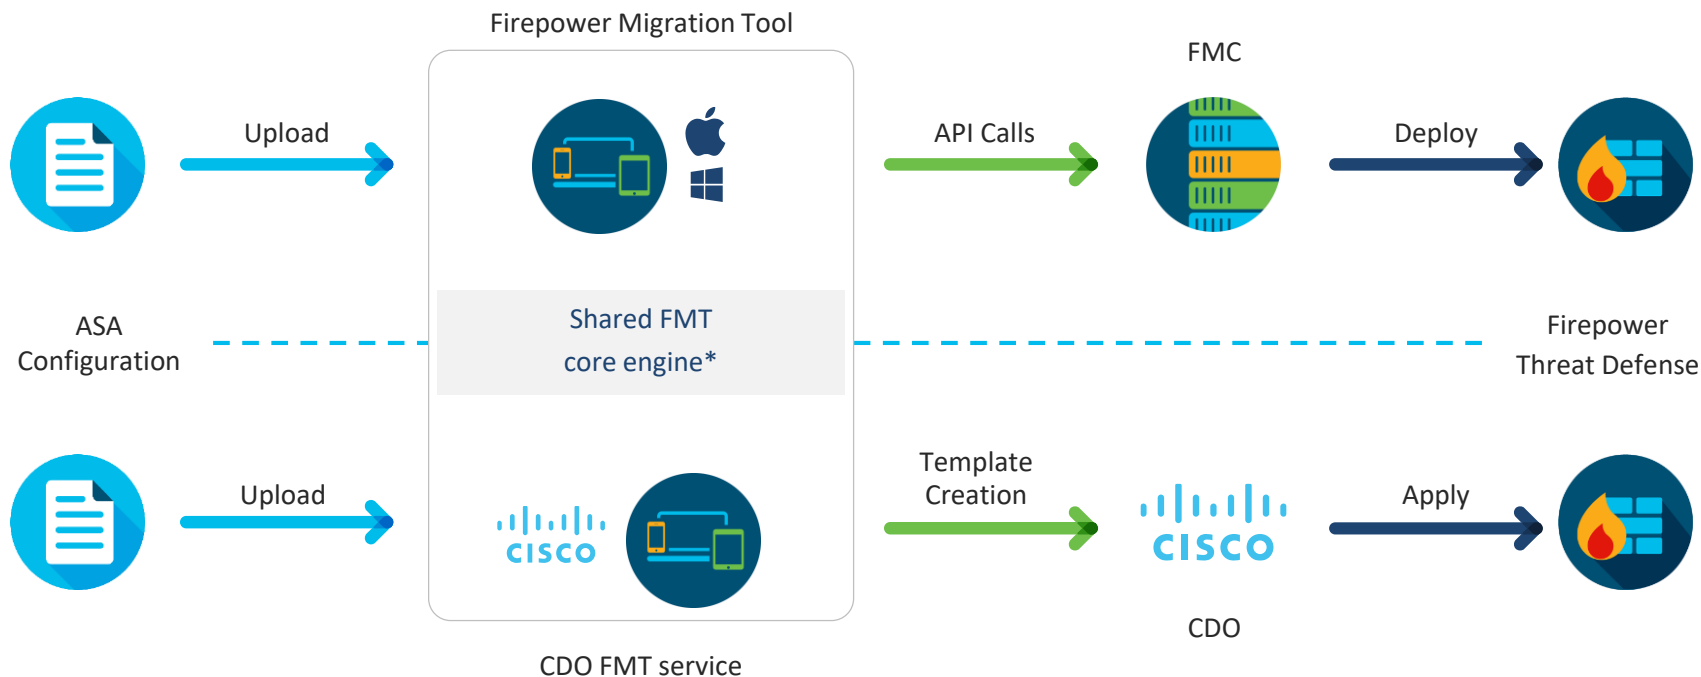 Firepower Migration Tool
FMC
Upload
API Calls
Deploy
ASA
Configuration
Shared FMT
core engine*
Firepower
Threat Defense
Upload
CISCO
Template
Creation
CISCO
Apply
CDO
CDO FMT service